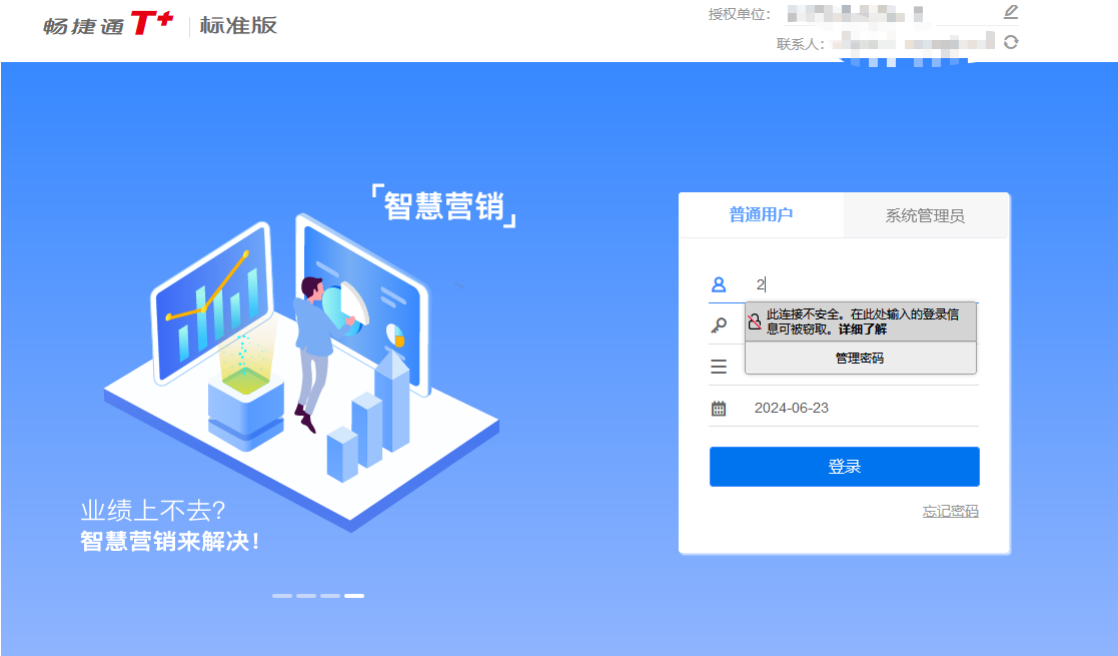 畅捷通T+ 标准版
授权单位：
联系人：
「智慧营销」
业绩上不去？
智慧营销来解决！
普通用户 系统管理员
2
此连接不安全。在此处输入的登录信
息可被窃取。详细了解
管理密码
2024-06-23
登录
忘记密码